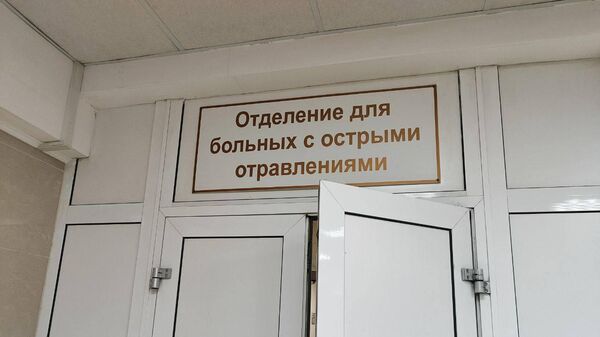 Отделение для
больных с острыми
отравлениями